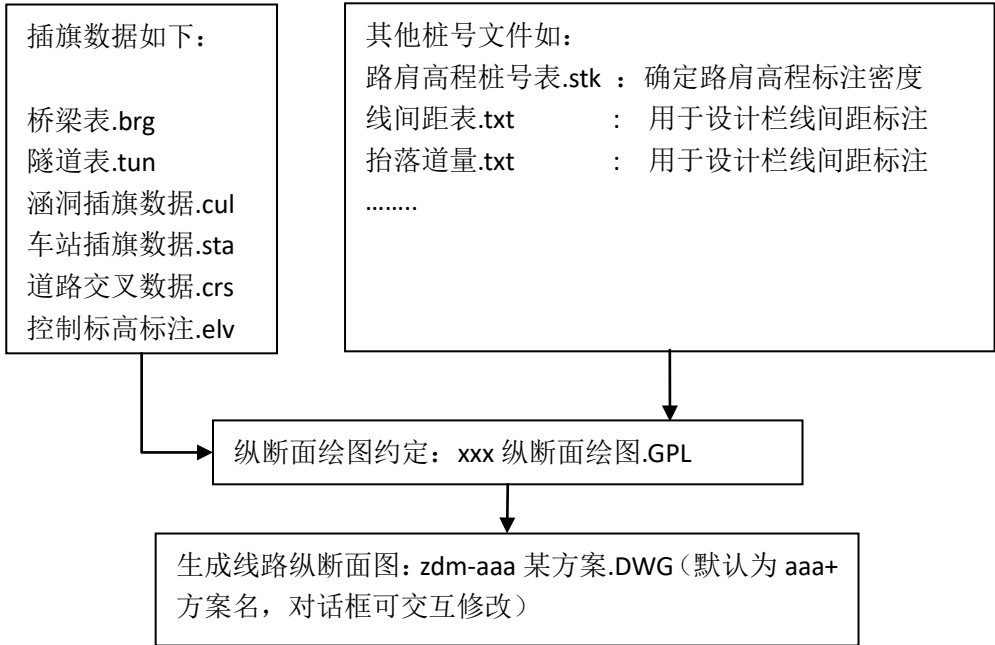 插旗数据如下：
桥梁表.brg
隧道表.tun
涵洞插旗数据.cul
车站插旗数据.sta
道路交叉数据.crs
控制标高标注.elv
其他桩号文件如：
路肩高程桩号表.stk ：确定路肩高程标注密度
线间距表.txt : 用于设计栏线间距标注
抬落道量.txt : 用于设计栏线间距标注
........
纵断面绘图约定：xxx 纵断面绘图.GPL
生成线路纵断面图：zdm-aaa 某方案.DWG（默认为 aaa+
方案名，对话框可交互修改）